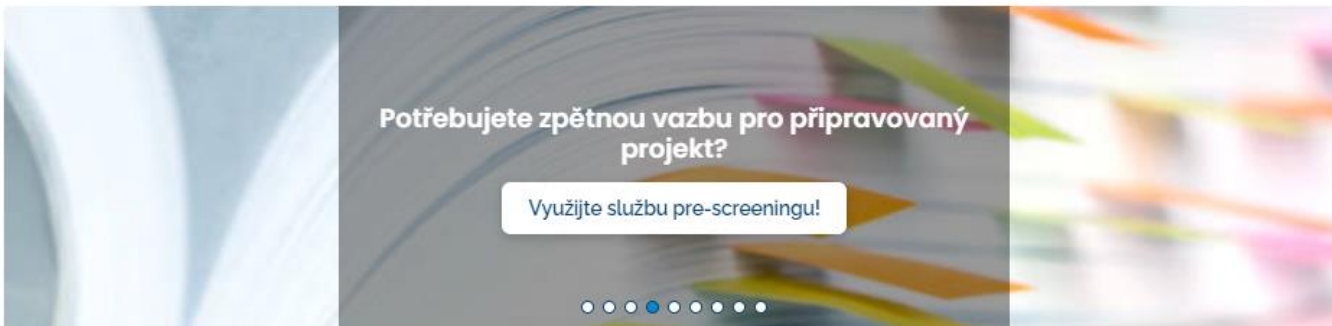 Potřebujete zpětnou vazbu pro připravovaný
projekt?
Využijte službu pre-screeningu!